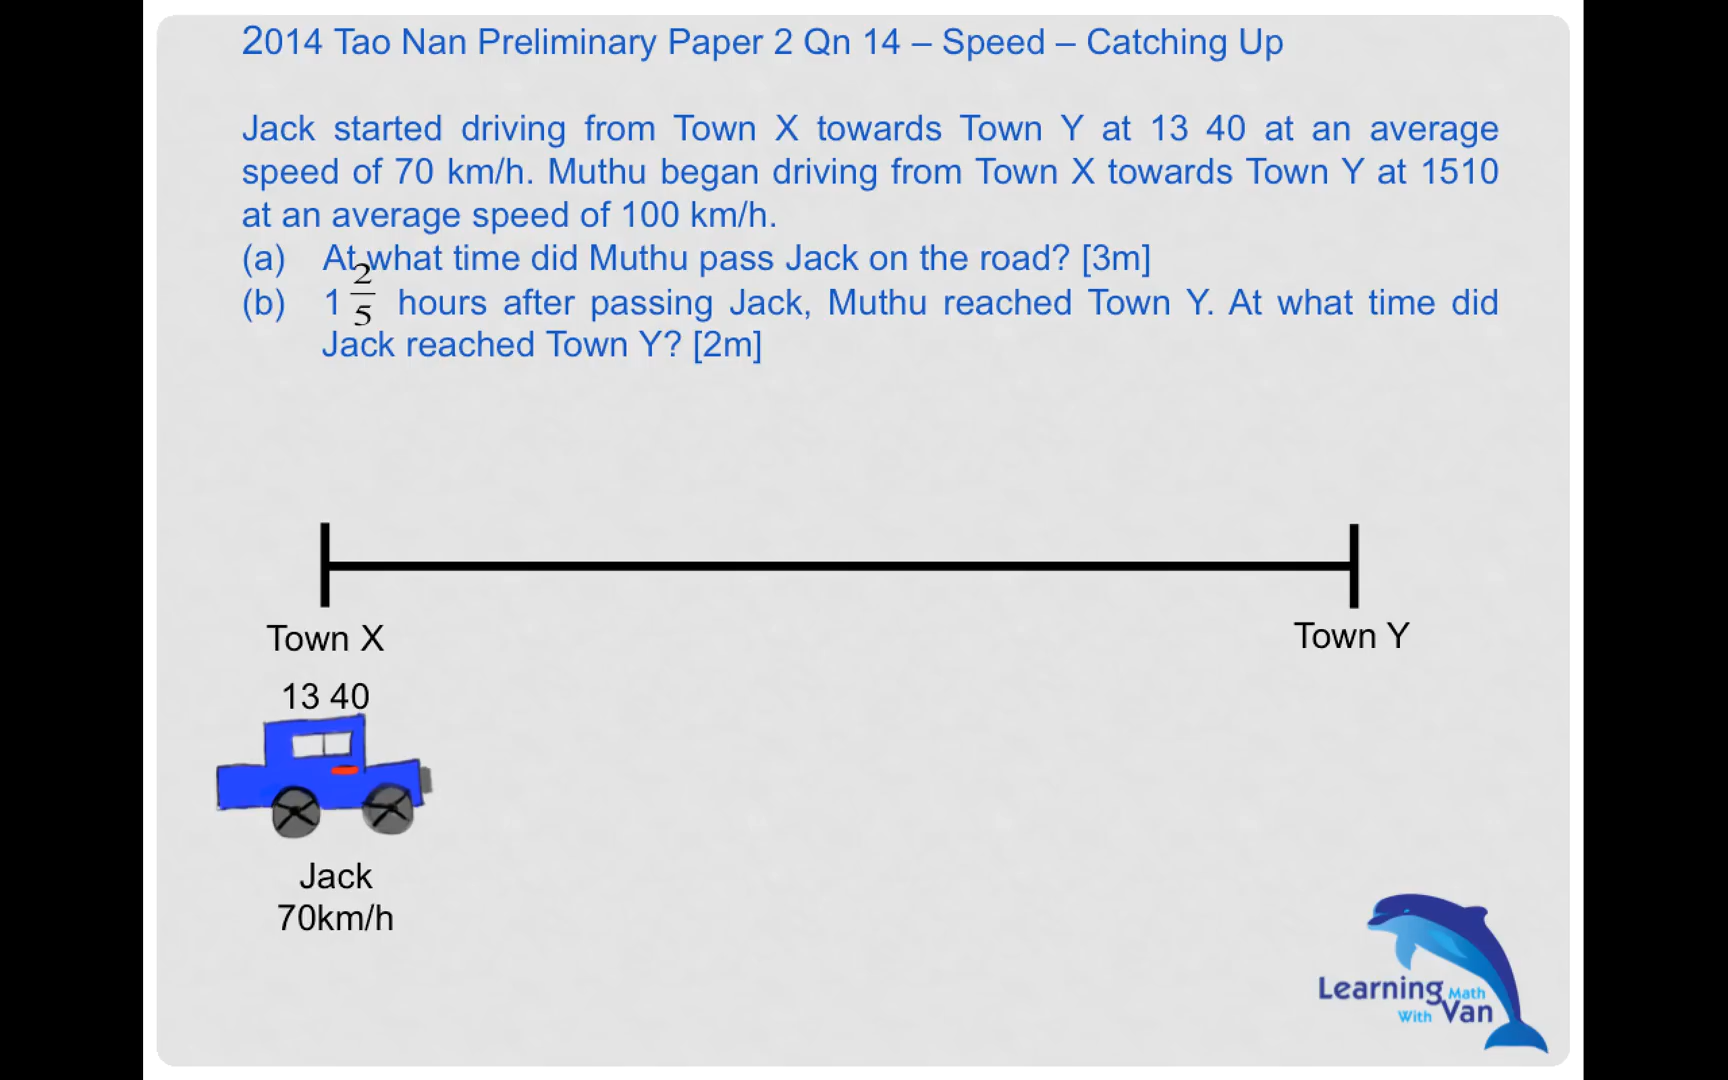 2014 Tao Nan Preliminary Paper 2 Qn 14 – Speed – Catching Up
Jack started driving from Town X towards Town Y at 13 40 at an average
speed of 70 km/h. Muthu began driving from Town X towards Town Y at 1510
at an average speed of 100 km/h.
(a) At what time did Muthu pass Jack on the road? [3m]
(b) 1 2/5 hours after passing Jack, Muthu reached Town Y. At what time did
Jack reached Town Y? [2m]
Town X
Town Y
13 40
Jack
70km/h
Learning Math
With Van